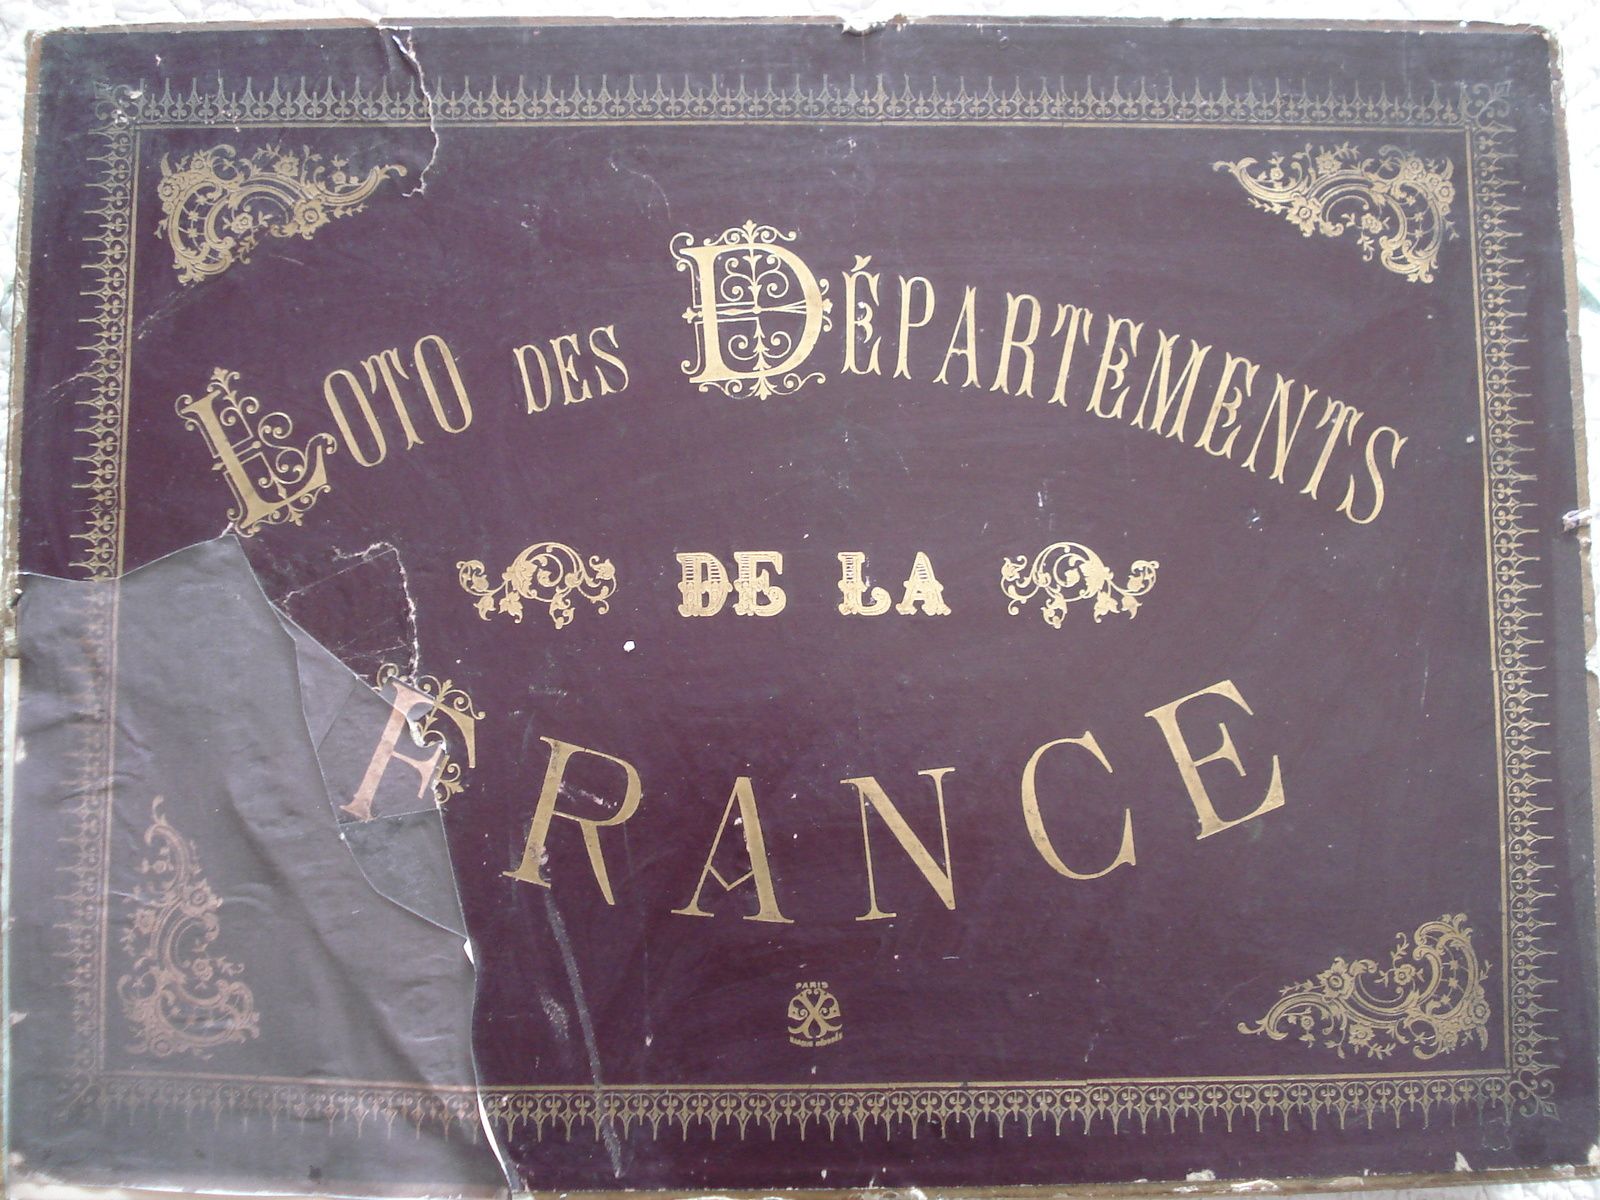 LOTO DES DÉPARTEMENTS
DE LA
FRANCE
PARIS